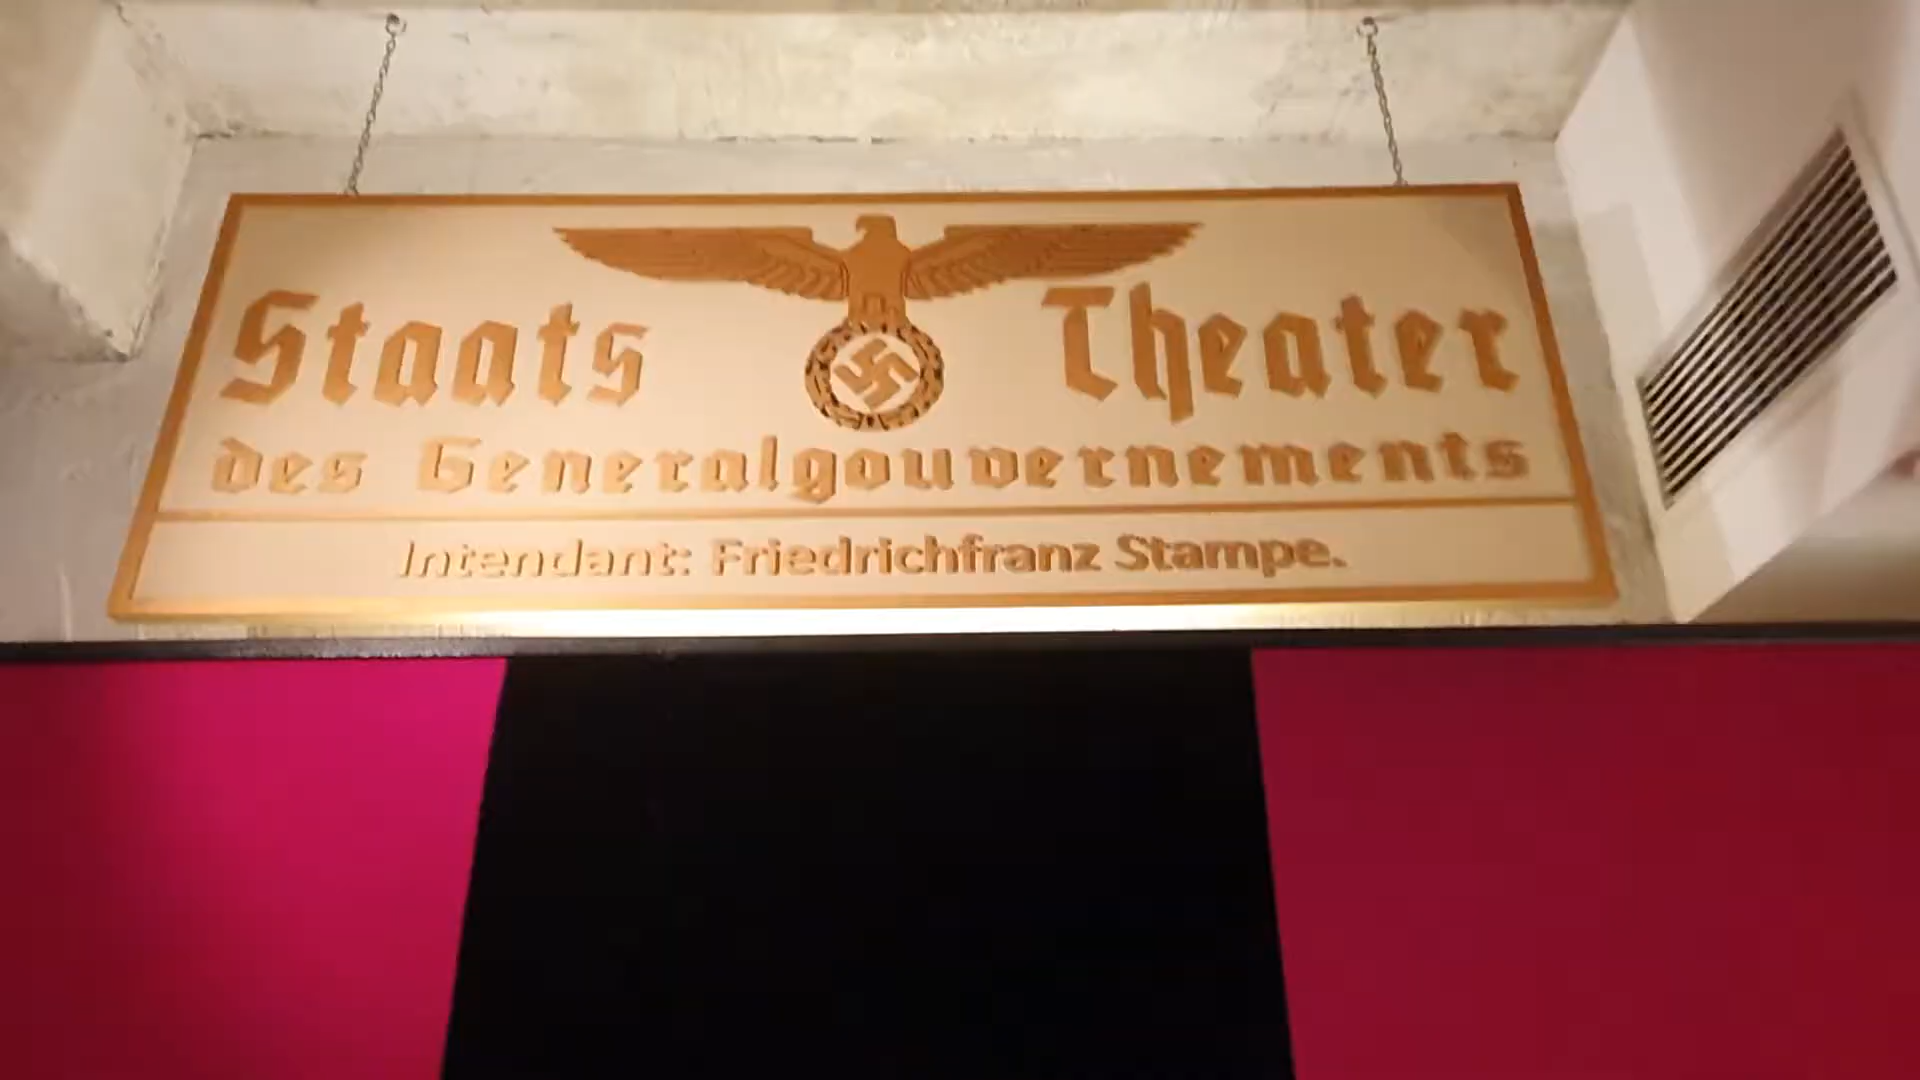 Staats Theater
des Generalgouvernements
Intendant: Friedrichfranz Stampe.